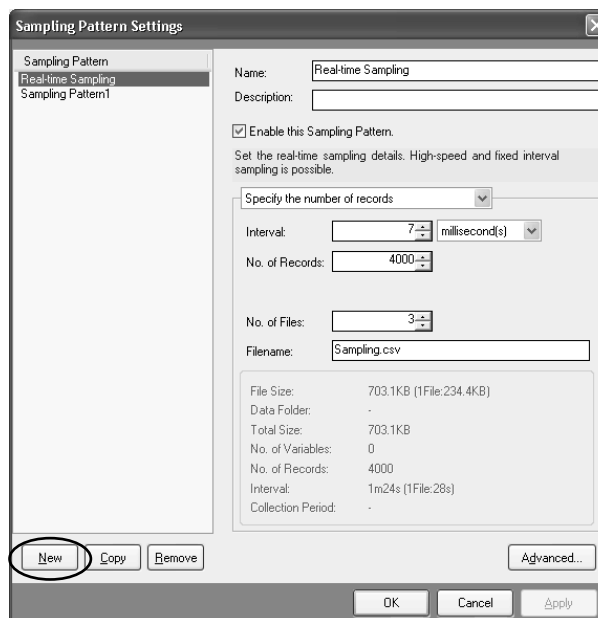 Sampling Pattern Settings
Sampling Pattern
Real-time Sampling
Sampling Pattern1
Name: Real-time Sampling
Description:
Enable this Sampling Pattern.
Set the real-time sampling details. High-speed and fixed interval
sampling is possible.
Specify the number of records
Interval: 7 millisecond(s)
No. of Records: 4000
No. of Files: 3
Filename: Sampling.csv
File Size: 703.1KB (1File:234.4KB)
Data Folder: -
Total Size: 703.1KB
No. of Variables: 0
No. of Records: 4000
Interval: 1m24s (1File:28s)
Collection Period: -
New Copy Remove Advanced...
OK Cancel Apply